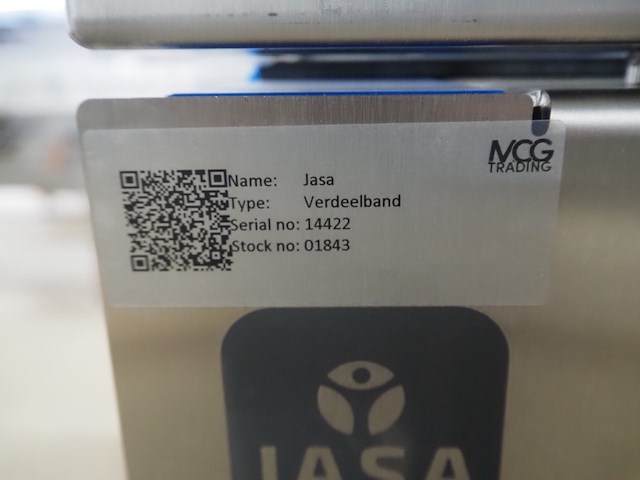 MCG
TRADING
Name: Jasa
Type: Verdeelband
Serial no: 14422
Stock no: 01843
JASA